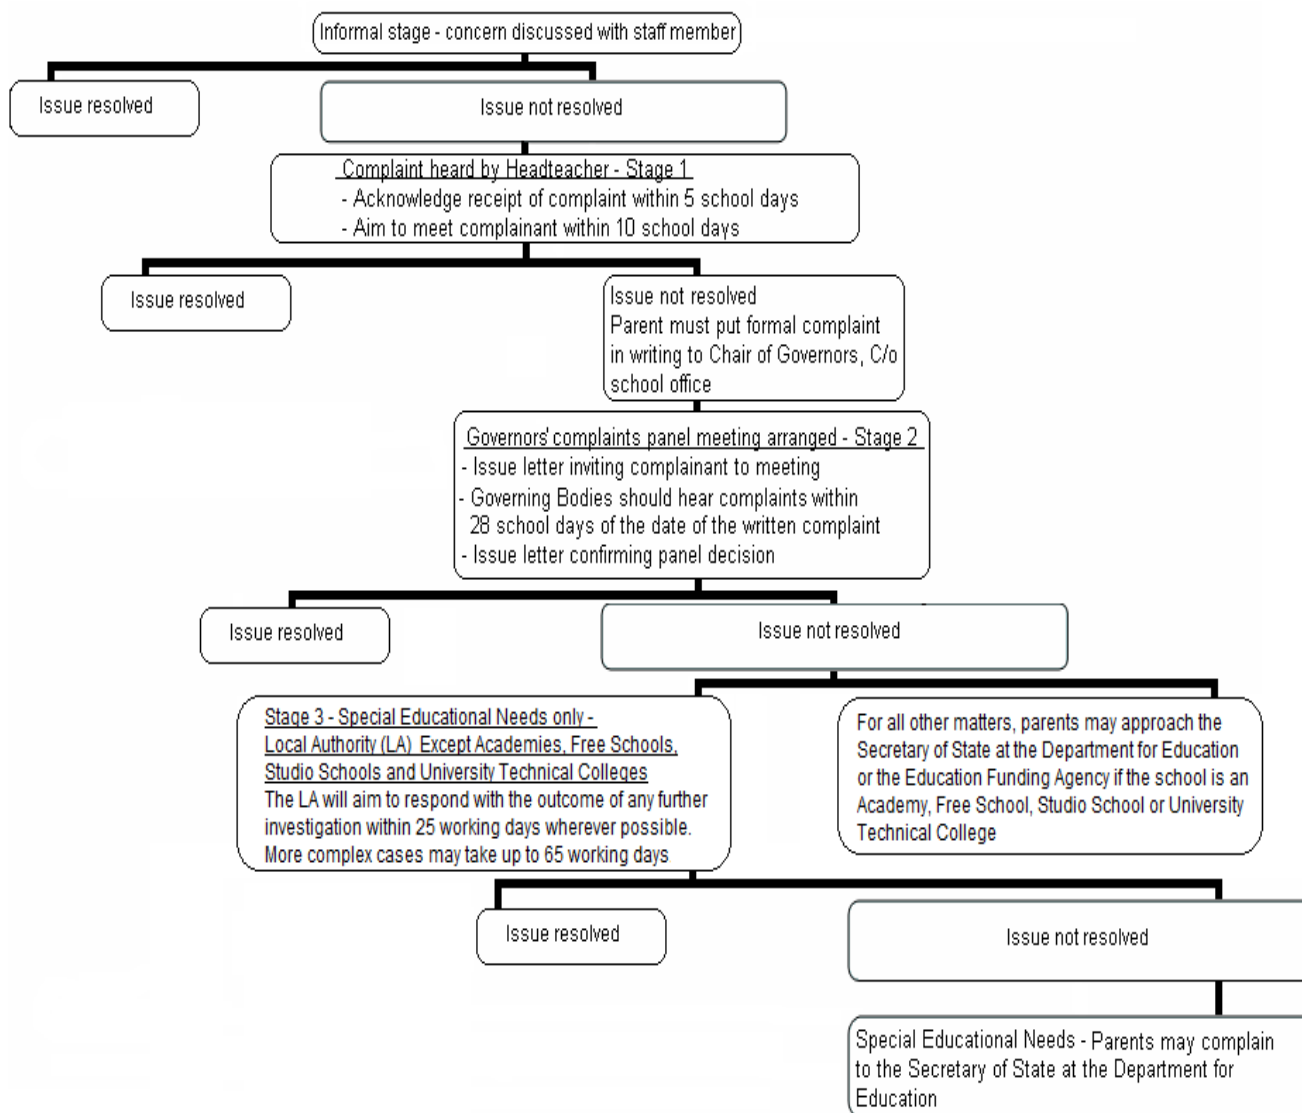 Informal stage - concern discussed with staff member
Issue resolved
Issue not resolved
Complaint heard by Headteacher - Stage 1
- Acknowledge receipt of complaint within 5 school days
- Aim to meet complainant within 10 school days
Issue resolved
Issue not resolved
Parent must put formal complaint
in writing to Chair of Governors, C/o
school office
Governors' complaints panel meeting arranged - Stage 2
- Issue letter inviting complainant to meeting
- Governing Bodies should hear complaints within
28 school days of the date of the written complaint
- Issue letter confirming panel decision
Issue resolved
Issue not resolved
Stage 3 - Special Educational Needs only -
Local Authority (LA) Except Academies, Free Schools,
Studio Schools and University Technical Colleges
The LA will aim to respond with the outcome of any further
investigation within 25 working days wherever possible.
More complex cases may take up to 65 working days
For all other matters, parents may approach the
Secretary of State at the Department for Education
or the Education Funding Agency if the school is an
Academy, Free School, Studio School or University
Technical College
Issue resolved
Issue not resolved
Special Educational Needs - Parents may complain
to the Secretary of State at the Department for
Education